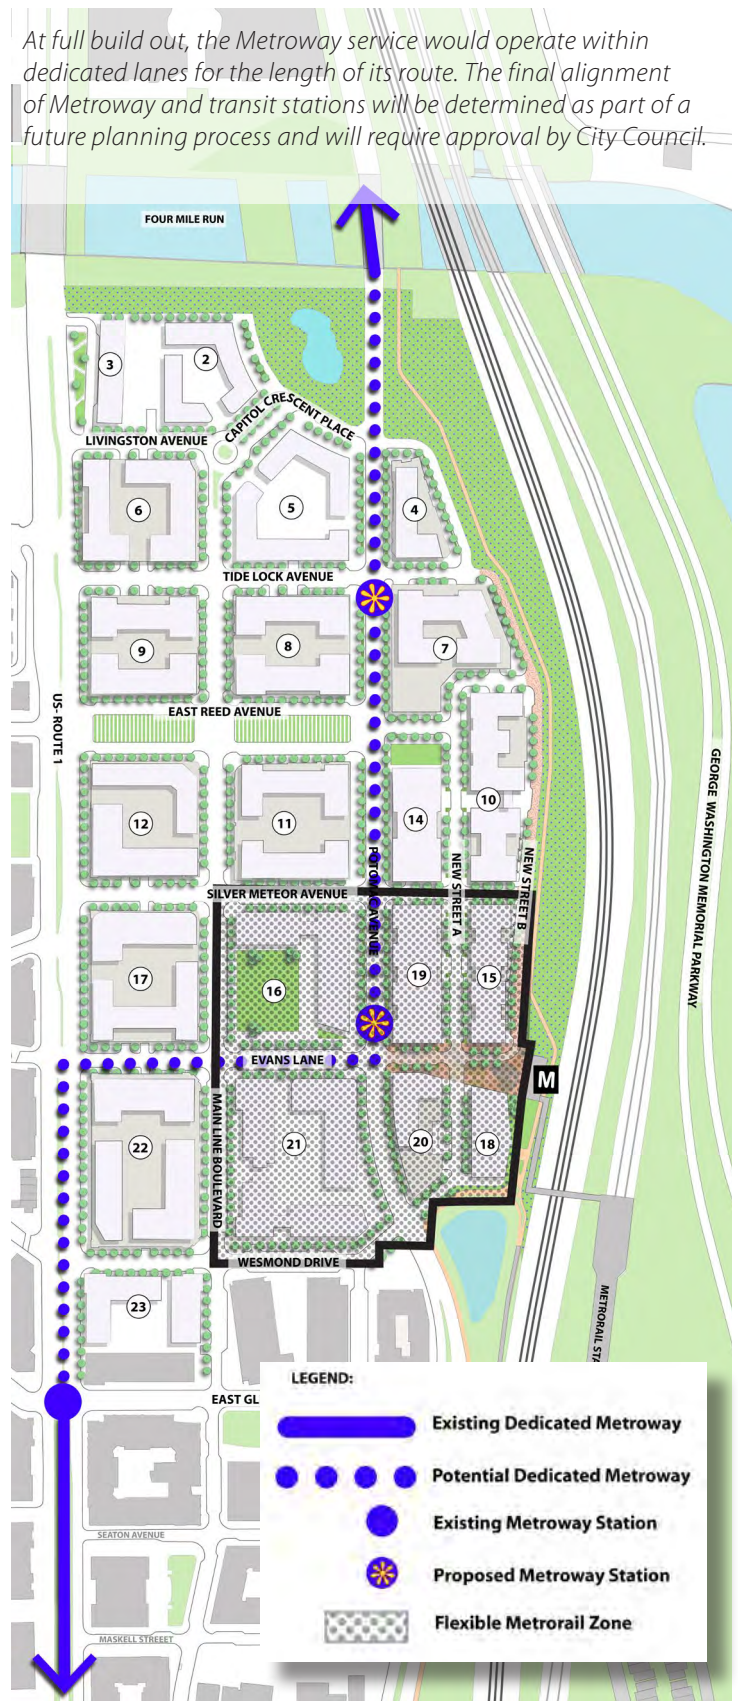 At full build out, the Metroway service would operate within
dedicated lanes for the length of its route. The final alignment
of Metroway and transit stations will be determined as part of a
future planning process and will require approval by City Council.
FOUR MILE RUN
3
2
CAPITOL CRESCENT PLACE
LIVINGSTON AVENUE
6
5
4
TIDE LOCK AVENUE
9
8
7
US- ROUTE 1
EAST REED AVENUE
GEORGE WASHINGTON MEMORIAL PARKWAY
12
11
14
10
POTOMAC AVENUE
NEW STREET A
NEW STREET B
SILVER METEOR AVENUE
17
16
19
15
EVANS LANE
M
MAIN LINE BOULEVARD
22
21
20
18
WESMOND DRIVE
23
METRORAIL STA
EAST GL
SEATON AVENUE
MASKELL STREEET
LEGEND:
Existing Dedicated Metroway
Potential Dedicated Metroway
Existing Metroway Station
Proposed Metroway Station
Flexible Metrorail Zone